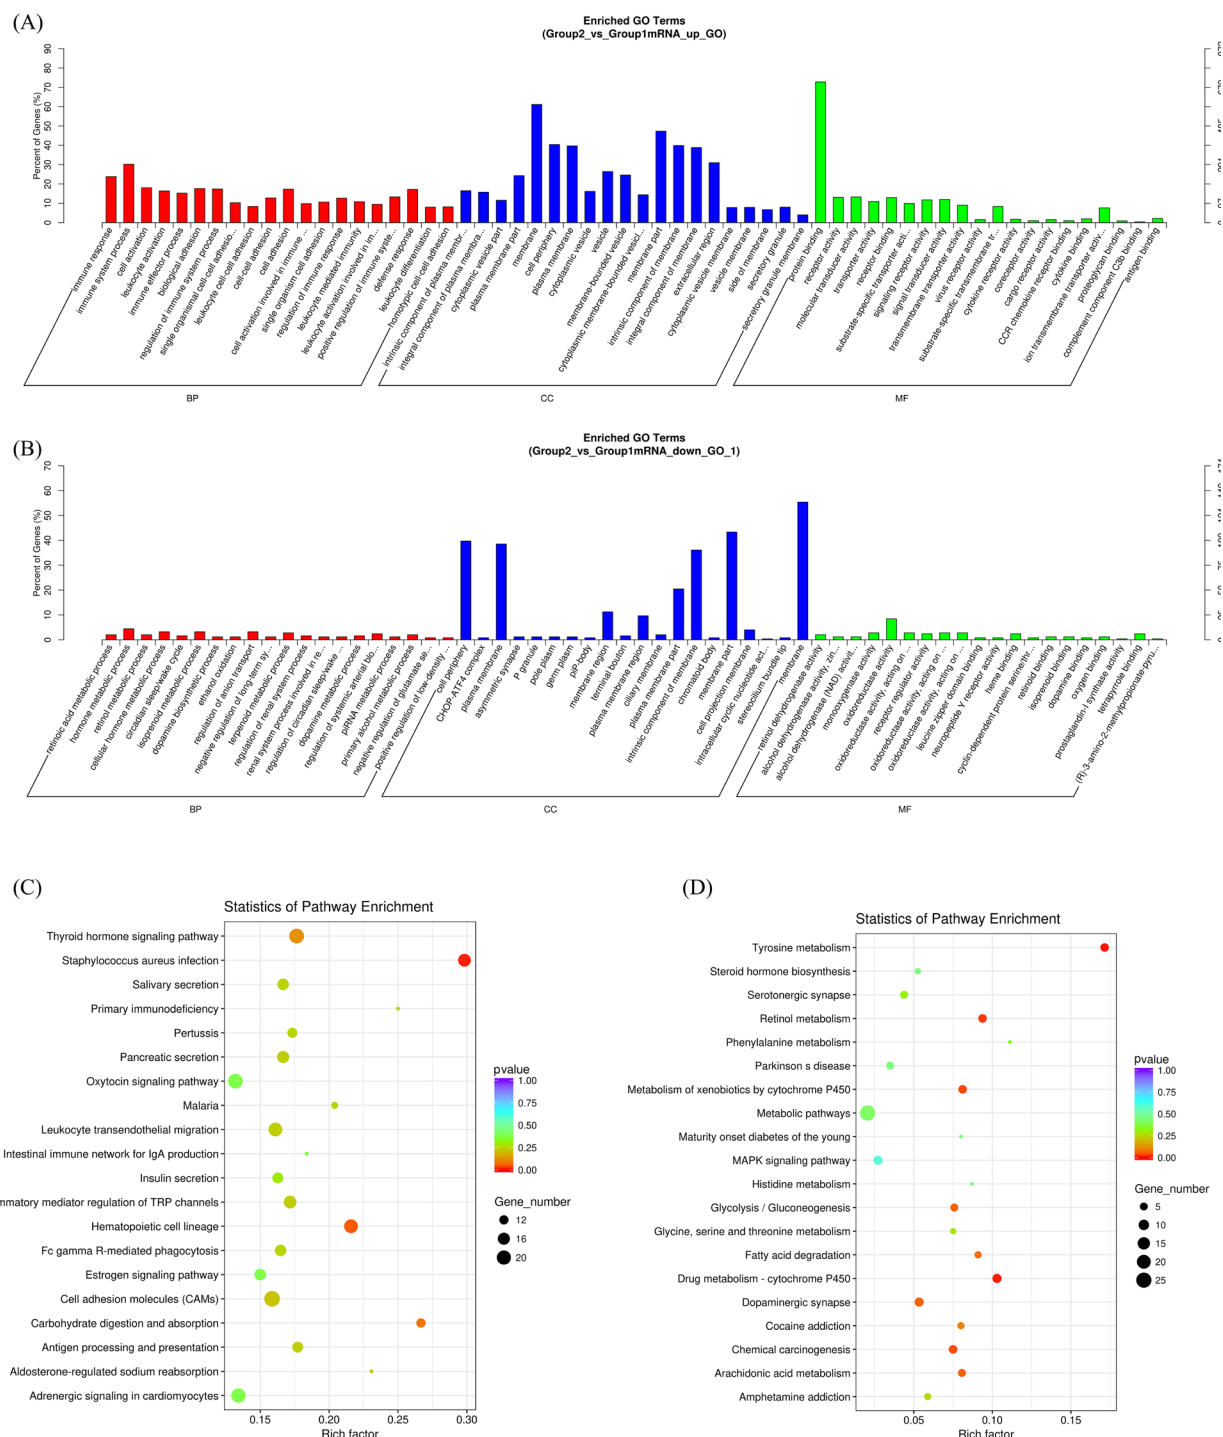 (A)
Enriched GO Terms
(Group2_vs_Group1mRNA_up_GO)
Percent of Genes (%)
90
80
70
60
50
40
30
20
10
0
immune response
immune system process
cell activation
leukocyte activation
immune effector process
biological adhesion
regulation of immune system process
single organismal cell-cell adhesio...
leukocyte cell-cell adhesion
cell-cell adhesion
cell adhesion
cell activation involved in immune ...
single organism cell adhesion
regulation of immune response
leukocyte mediated immunity
leukocyte activation involved in im...
positive regulation of immune syste...
defense response
leukocyte differentiation
homotypic cell-cell adhesion
intrinsic component of plasma membr...
integral component of plasma membra...
cytoplasmic vesicle part
plasma membrane part
membrane
cell periphery
plasma membrane
cytoplasmic vesicle
vesicle
membrane-bounded vesicle
cytoplasmic membrane-bounded vesici...
membrane part
intrinsic component of membrane
integral component of membrane
extracellular region
cytoplasmic vesicle membrane
vesicle membrane
side of membrane
secretory granule
secretory granule membrane
protein binding
receptor activity
molecular transducer activity
transporter activity
receptor binding
substrate-specific transporter acti...
signaling receptor activity
signal transducer activity
transmembrane transporter activity
virus receptor activity
substrate-specific transmembrane tr...
cytokine receptor activity
coreceptor activity
cargo receptor activity
CCR chemokine receptor binding
cytokine binding
ion transmembrane transporter activ...
proteoglycan binding
complement component C3b binding
antigen binding
BP
CC
MF
(B)
Enriched GO Terms
(Group2_vs_Group1mRNA_down_GO_1)
Percent of Genes (%)
70
60
50
40
30
20
10
0
retinoic acid metabolic process
hormone metabolic process
retinol metabolic process
cellular hormone metabolic process
circadian sleep/wake cycle
isoprenoid metabolic process
dopamine biosynthetic process
ethanol oxidation
regulation of anion transport
negative regulation of long-term sy...
terpenoid metabolic process
regulation of renal system process
renal system process involved in re...
regulation of circadian sleep/wake ...
dopamine metabolic process
regulation of systemic arterial blo...
piRNA metabolic process
primary alcohol metabolic process
negative regulation of glutamate se...
positive regulation of low-density ...
cell periphery
CHOP-ATF4 complex
plasma membrane
asymmetric synapse
P granule
pole plasm
germ plasm
piP-body
membrane region
terminal bouton
plasma membrane region
ciliary membrane
plasma membrane part
intrinsic component of membrane
chromatoid body
membrane part
cell projection membrane
intracellular cyclic nucleotide act...
stereocilium bundle tip
membrane
retinol dehydrogenase activity
alcohol dehydrogenase activity, zin...
alcohol dehydrogenase (NAD) activit...
monooxygenase activity
oxidoreductase activity
oxidoreductase activity, acting on ...
receptor regulator activity
oxidoreductase activity, acting on ...
oxidoreductase activity, acting on ...
leucine zipper domain binding
neuropeptide Y receptor activity
heme binding
cyclin-dependent protein serine/thr...
retinoid binding
isoprenoid binding
dopamine binding
oxygen binding
prostaglandin-I synthase activity
tetrapyrrole binding
(R)-3-amino-2-methylpropionate-pyru...
BP
CC
MF
(C)
Statistics of Pathway Enrichment
Thyroid hormone signaling pathway
Staphylococcus aureus infection
Salivary secretion
Primary immunodeficiency
Pertussis
Pancreatic secretion
Oxytocin signaling pathway
Malaria
Leukocyte transendothelial migration
Intestinal immune network for IgA production
Insulin secretion
mmatory mediator regulation of TRP channels
Hematopoietic cell lineage
Fc gamma R-mediated phagocytosis
Estrogen signaling pathway
Cell adhesion molecules (CAMs)
Carbohydrate digestion and absorption
Antigen processing and presentation
Aldosterone-regulated sodium reabsorption
Adrenergic signaling in cardiomyocytes
0.15 0.20 0.25 0.30
Rich factor
pvalue
1.00
0.75
0.50
0.25
0.00
Gene_number
12
16
20
(D)
Statistics of Pathway Enrichment
Tyrosine metabolism
Steroid hormone biosynthesis
Serotonergic synapse
Retinol metabolism
Phenylalanine metabolism
Parkinson s disease
Metabolism of xenobiotics by cytochrome P450
Metabolic pathways
Maturity onset diabetes of the young
MAPK signaling pathway
Histidine metabolism
Glycolysis / Gluconeogenesis
Glycine, serine and threonine metabolism
Fatty acid degradation
Drug metabolism - cytochrome P450
Dopaminergic synapse
Cocaine addiction
Chemical carcinogenesis
Arachidonic acid metabolism
Amphetamine addiction
0.05 0.10 0.15
Rich factor
pvalue
1.00
0.75
0.50
0.25
0.00
Gene_number
5
10
15
20
25